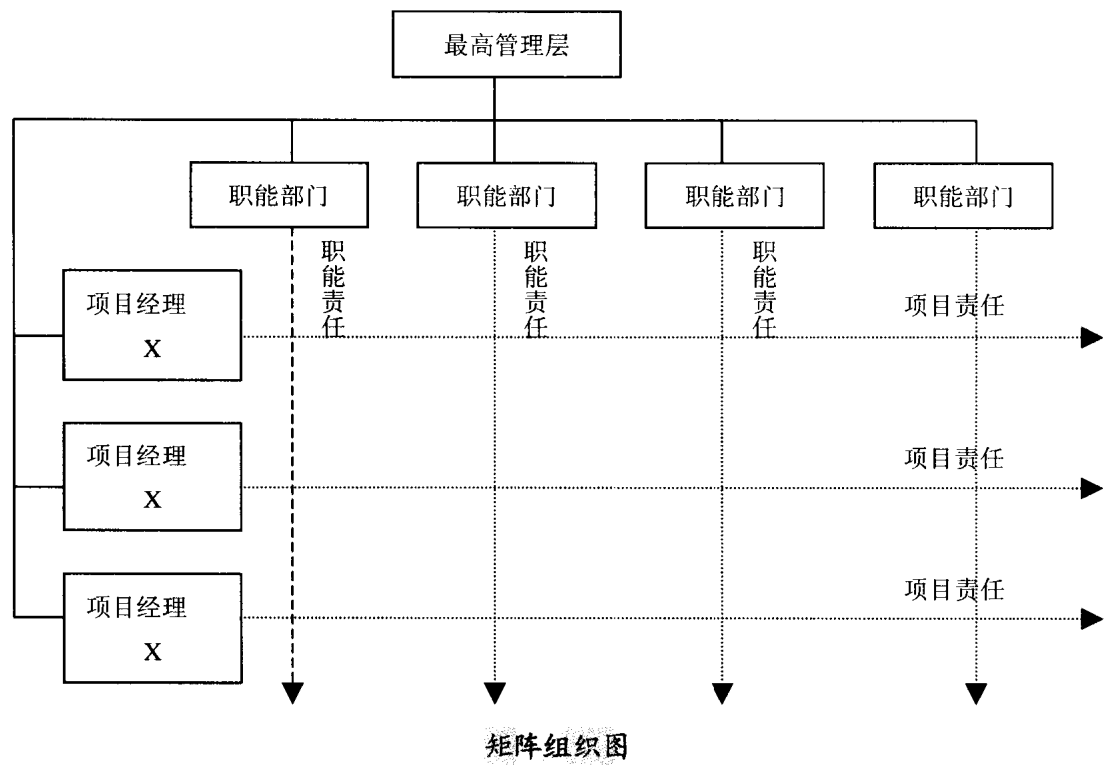 最高管理层
职能部门
职能部门
职能部门
职能部门
职能责任
职能责任
职能责任
项目经理
X
项目责任
项目经理
X
项目责任
项目经理
X
项目责任
矩阵组织图